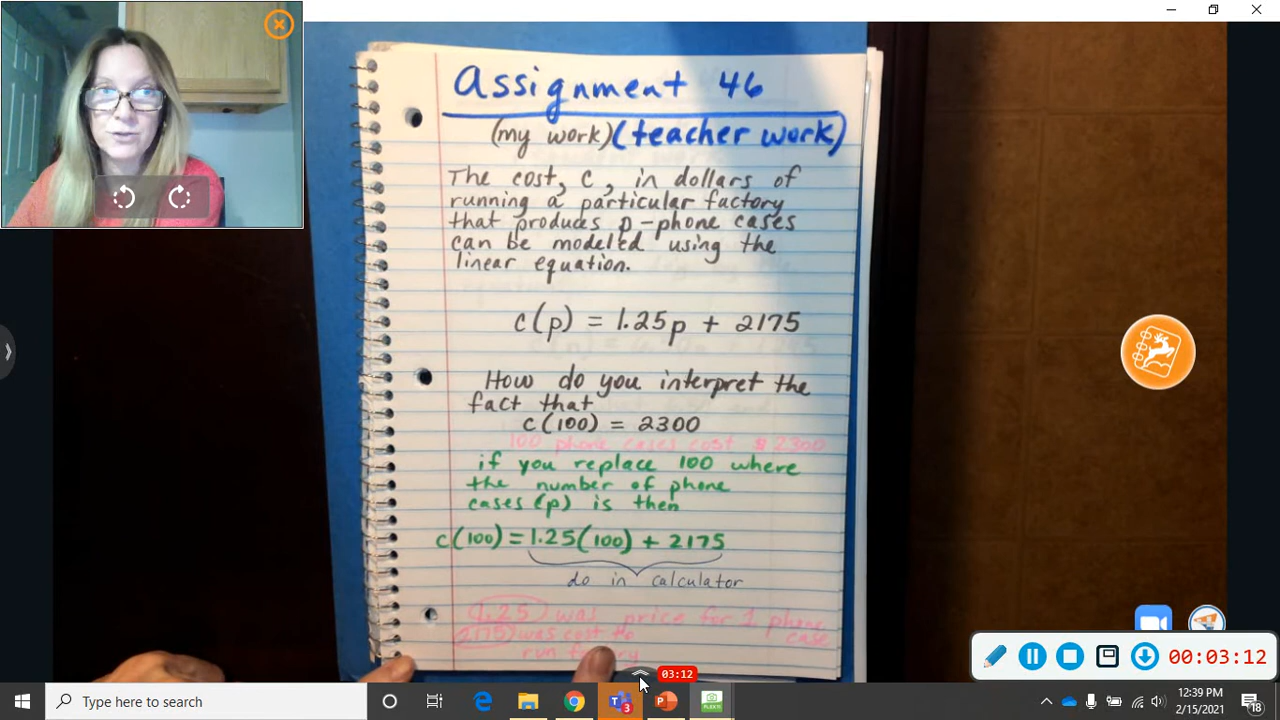 Assignment 46
(my work)(teacher work)
The cost, c, in dollars of
running a particular factory
that produces p-phone cases
can be modeled using the
linear equation.
c(p) = 1.25p + 2175
How do you interpret the
fact that
c(100) = 2300
100 phone cases cost $2300
if you replace 100 where
the number of phone
cases (p) is then
c(100) = 1.25(100) + 2175
do in calculator
1.25 was price for 1 phone
case
2175 was cost to
run factory
00:03:12
03:12
Type here to search
3
P
12:39 PM
2/15/2021
18